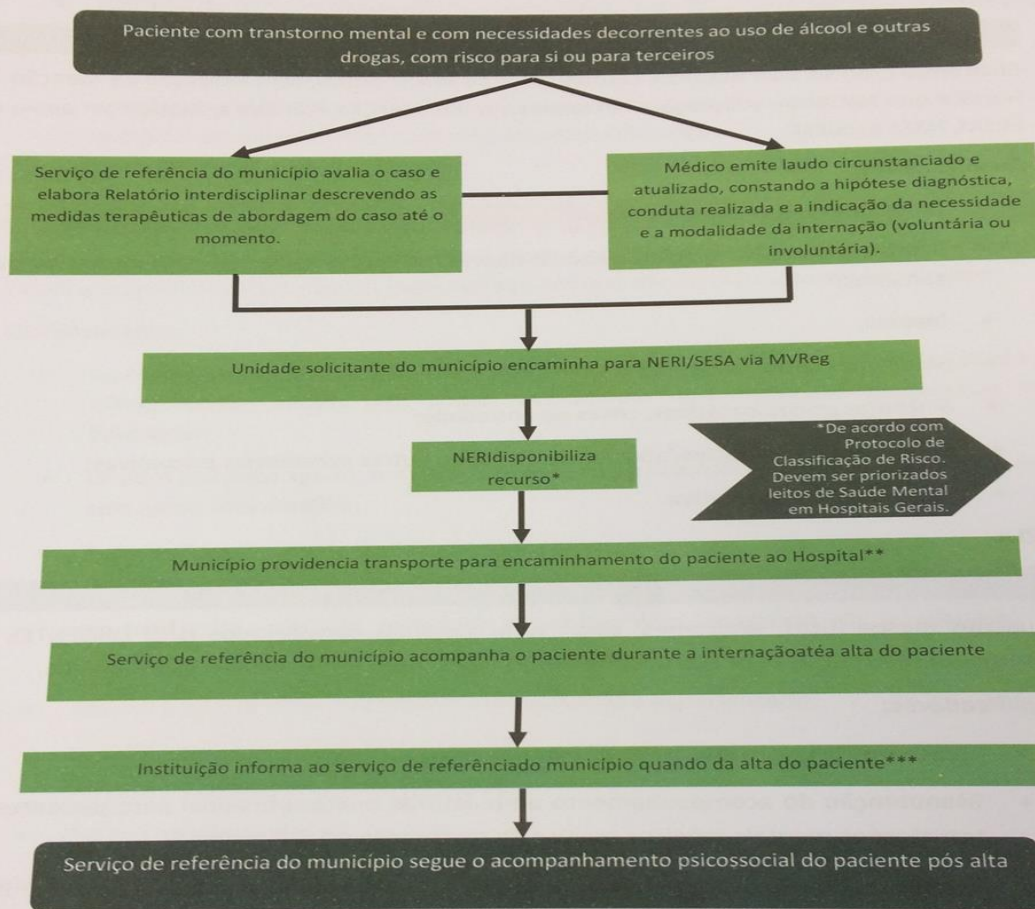 Paciente com transtorno mental e com necessidades decorrentes ao uso de álcool e outras
drogas, com risco para si ou para terceiros
Serviço de referência do município avalia o caso e
elabora Relatório interdisciplinar descrevendo as
medidas terapêuticas de abordagem do caso até o
momento.
Médico emite laudo circunstanciado e
atualizado, constando a hipótese diagnóstica,
conduta realizada e a indicação da necessidade
e a modalidade da internação (voluntária ou
involuntária).
Unidade solicitante do município encaminha para NERI/SESA via MVReg
NERIdisponibiliza
recurso*
*De acordo com
Protocolo de
Classificação de Risco.
Devem ser priorizados
leitos de Saúde Mental
em Hospitais Gerais.
Município providencia transporte para encaminhamento do paciente ao Hospital**
Serviço de referência do município acompanha o paciente durante a internaçãoatéa alta do paciente
Instituição informa ao serviço de referênciado município quando da alta do paciente***
Serviço de referência do município segue o acompanhamento psicossocial do paciente pós alta